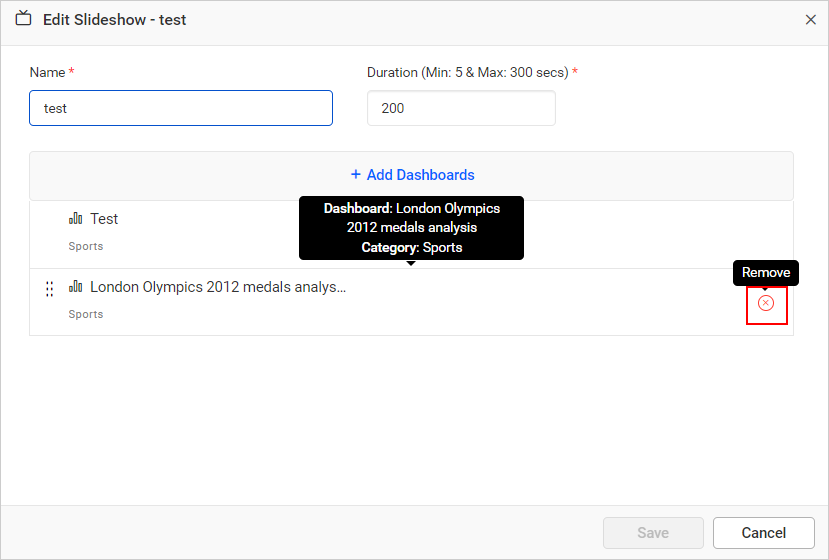 Edit Slideshow - test
Name *
Duration (Min: 5 & Max: 300 secs) *
test
200
+ Add Dashboards
Test
Sports
Dashboard: London Olympics
2012 medals analysis
Category: Sports
Remove
London Olympics 2012 medals analys...
Sports
Save
Cancel